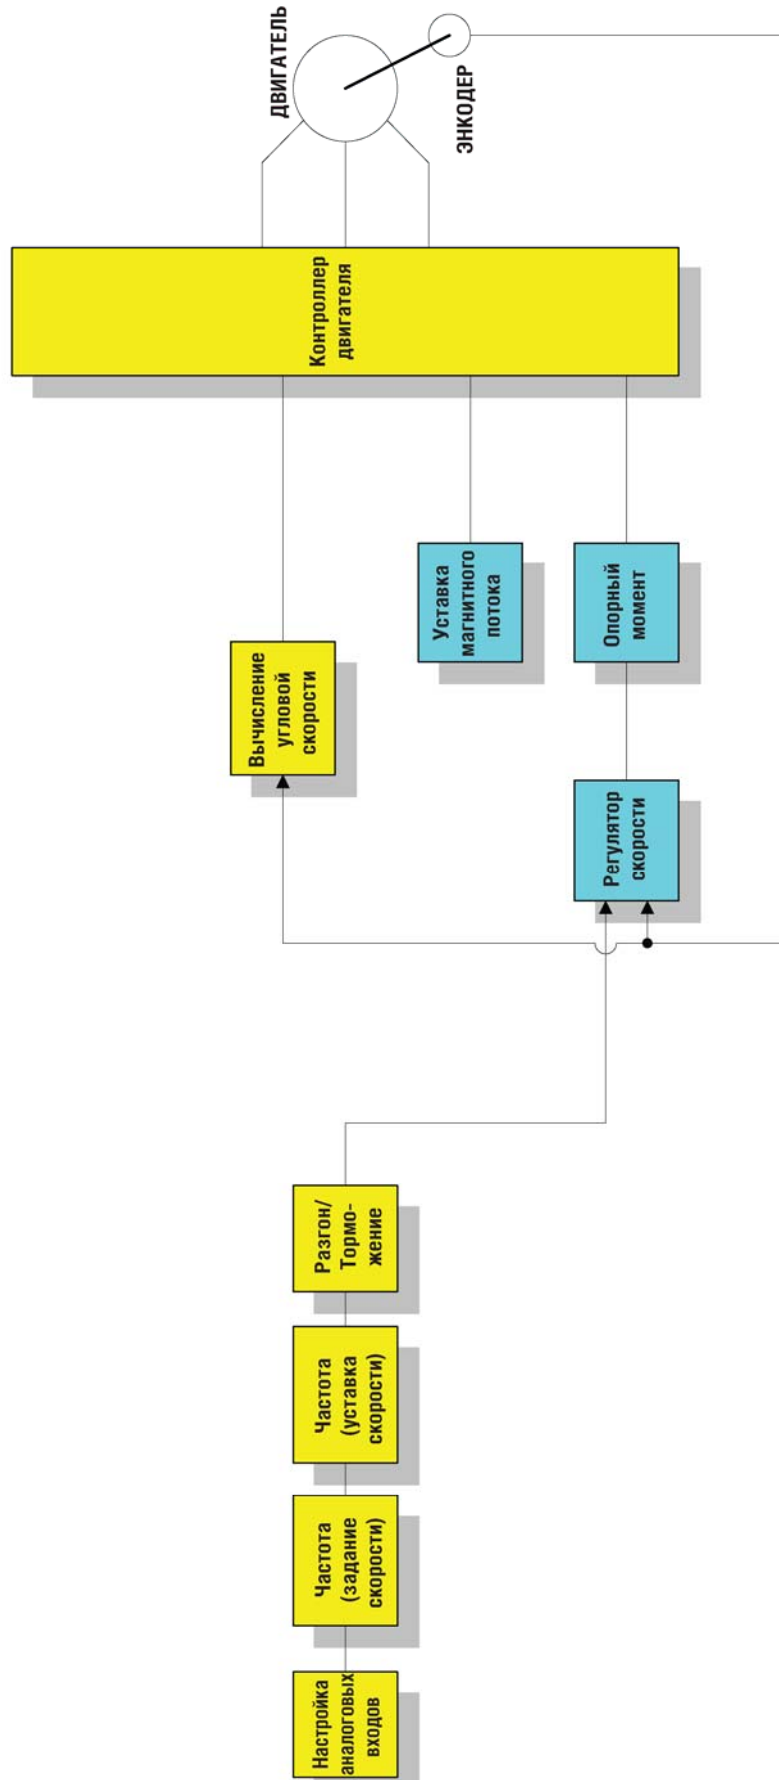 Настройка
аналоговых
входов
Частота
(задание
скорости)
Частота
(уставка
скорости)
Разгон/
Тормо-
жение
Регулятор
скорости
Вычисление
угловой
скорости
Уставка
магнитного
потока
Опорный
момент
Контроллер
двигателя
ДВИГАТЕЛЬ
ЭНКОДЕР